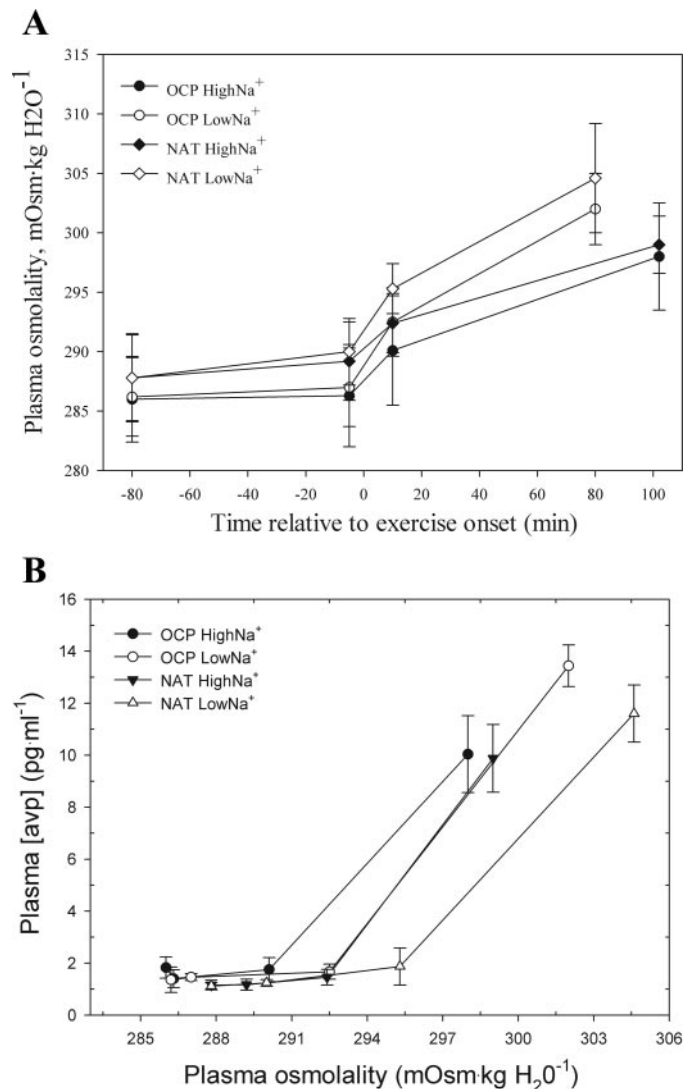 A
Plasma osmolality, mOsm·kg H2O⁻¹
310
305
300
295
290
285
280
OCP HighNa⁺
OCP LowNa⁺
NAT HighNa⁺
NAT LowNa⁺
-80 -60 -40 -20 0 20 40 60 80 100
Time relative to exercise onset (min)
B
Plasma [avp] (pg·ml⁻¹)
16
14
12
10
8
6
4
2
0
OCP HighNa⁺
OCP LowNa⁺
NAT HighNa⁺
NAT LowNa⁺
285 288 291 294 297 300 303 306
Plasma osmolality (mOsm·kg H₂0⁻¹)